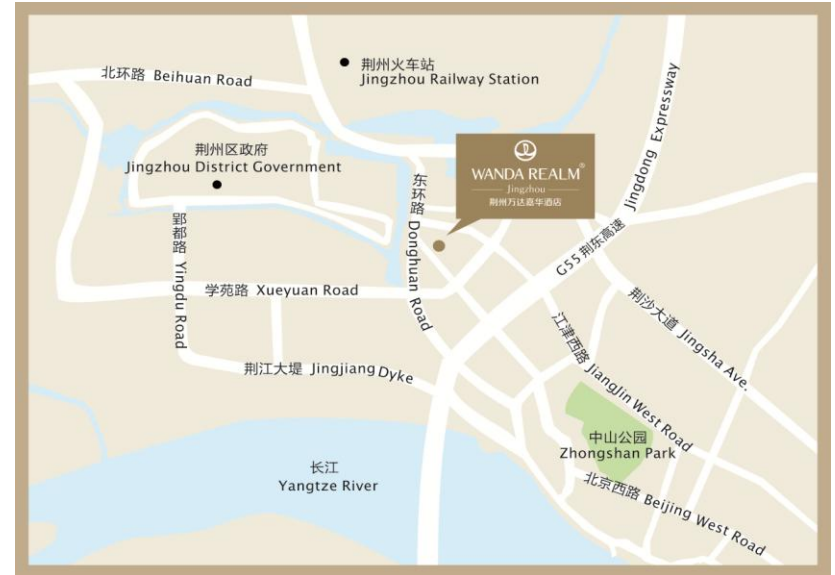 荆州火车站
Jingzhou Railway Station
北环路 Beihuan Road
荆州区政府
Jingzhou District Government
WANDA REALM®
Jingzhou
荆州万达嘉华酒店
G55 荆东高速 Jingdong Expressway
东环路 Donghuan Road
郢都路 Yingdu Road
学苑路 Xueyuan Road
荆沙大道 Jingsha Ave.
江津西路 JiangJin West Road
荆江大堤 Jingjiang Dyke
中山公园
Zhongshan Park
长江
Yangtze River
北京西路 Beijing West Road